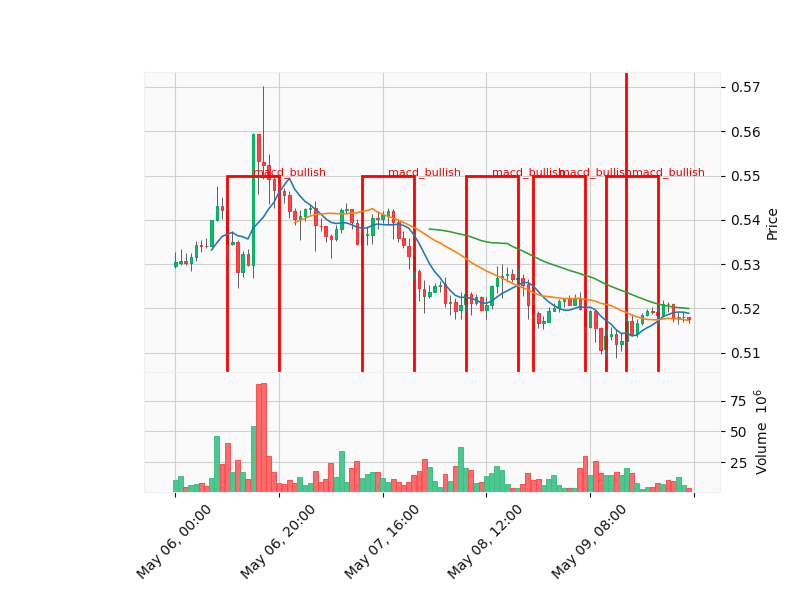 0.57
0.56
0.55
0.54
0.53
0.52
0.51
Price
macd_bullish
macd_bullish
macd_bullish
macd_bullish
macd_bullish
75
50
25
Volume 10^6
May 06, 00:00
May 06, 20:00
May 07, 16:00
May 08, 12:00
May 09, 08:00